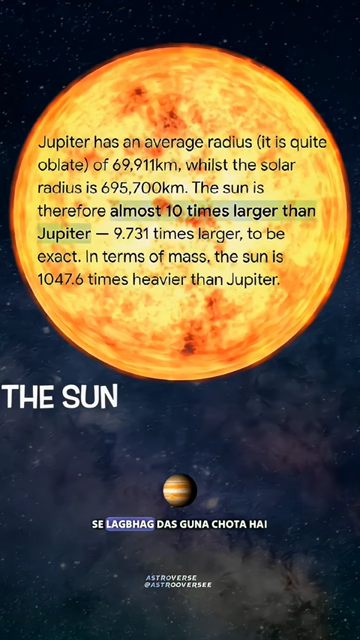 Jupiter has an average radius (it is quite
oblate) of 69,911km, whilst the solar
radius is 695,700km. The sun is
therefore almost 10 times larger than
Jupiter — 9.731 times larger, to be
exact. In terms of mass, the sun is
1047.6 times heavier than Jupiter.
THE SUN
SE LAGBHAG DAS GUNA CHOTA HAI
ASTROVERSE
@ASTROOVERSEE